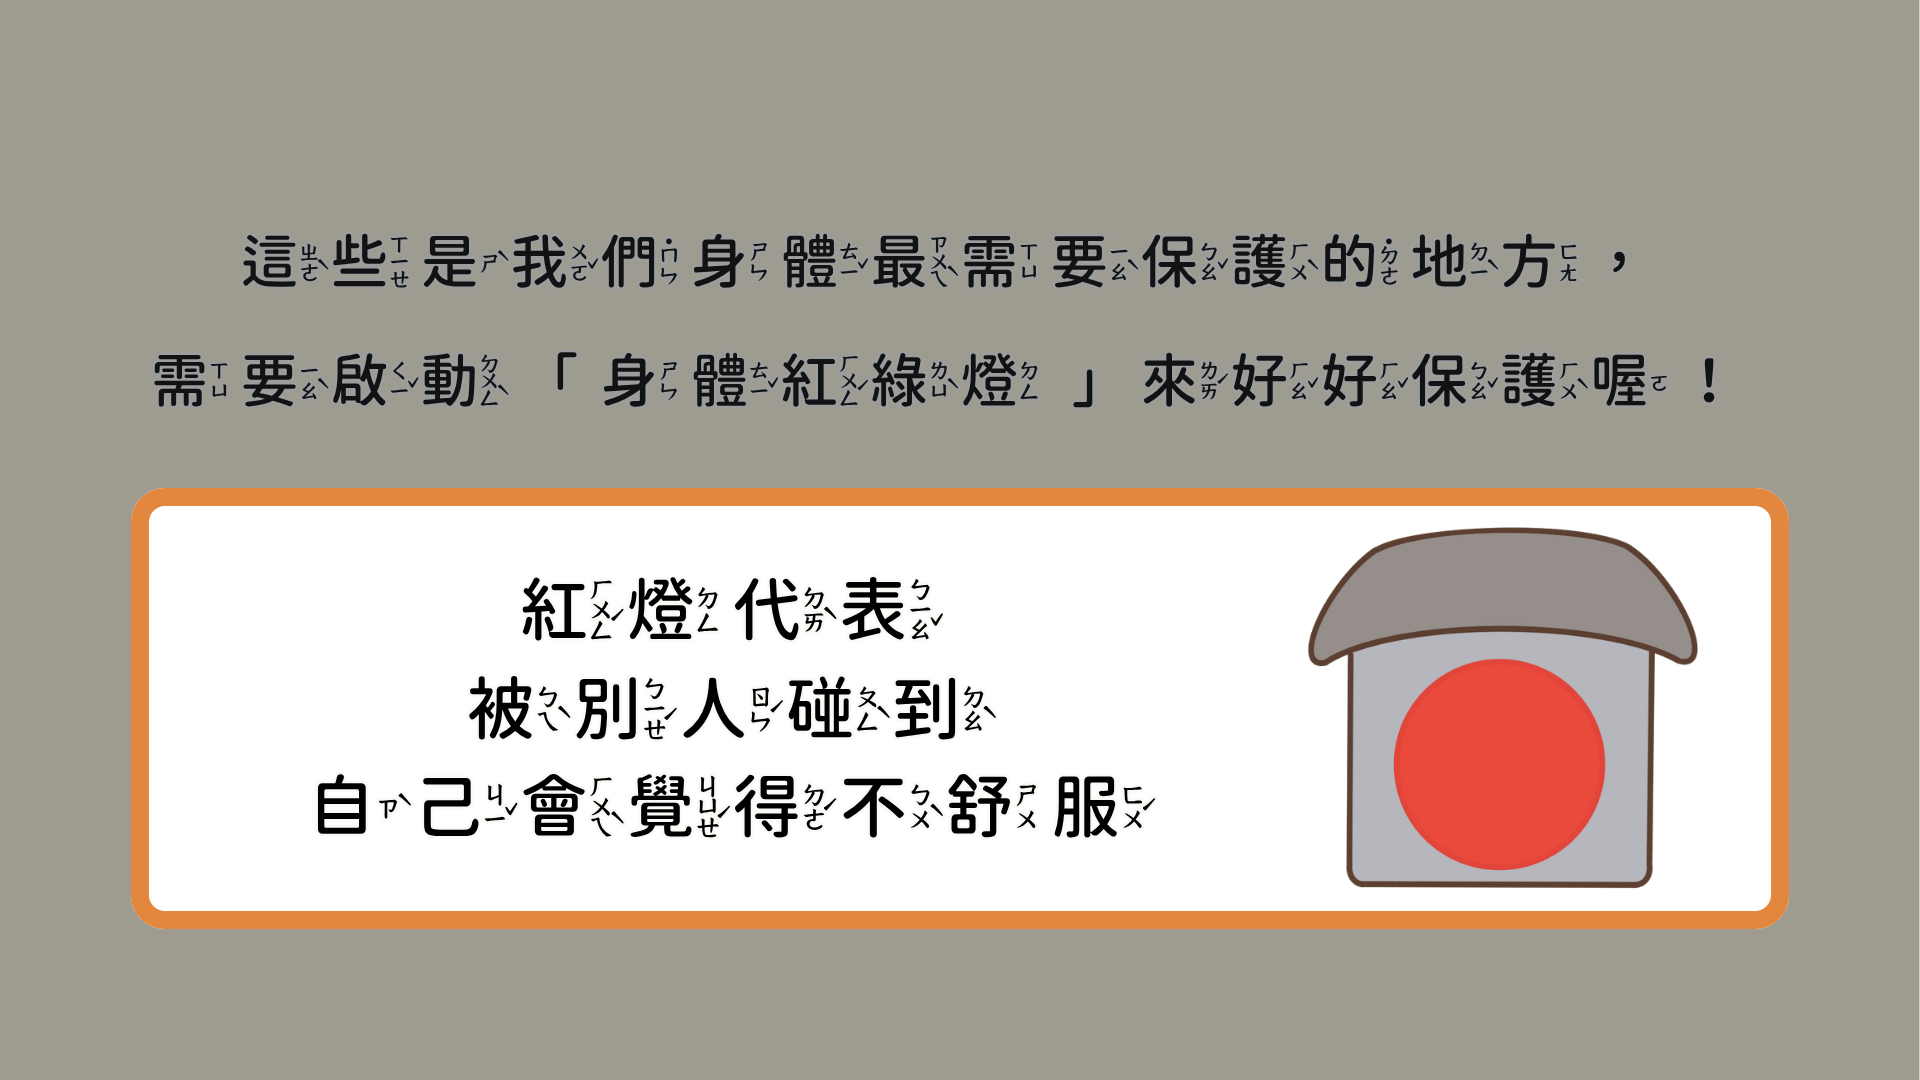 這些是我們身體最需要保護的地方，
需要啟動「身體紅綠燈」來好好保護喔！
紅燈代表
被別人碰到
自己會覺得不舒服